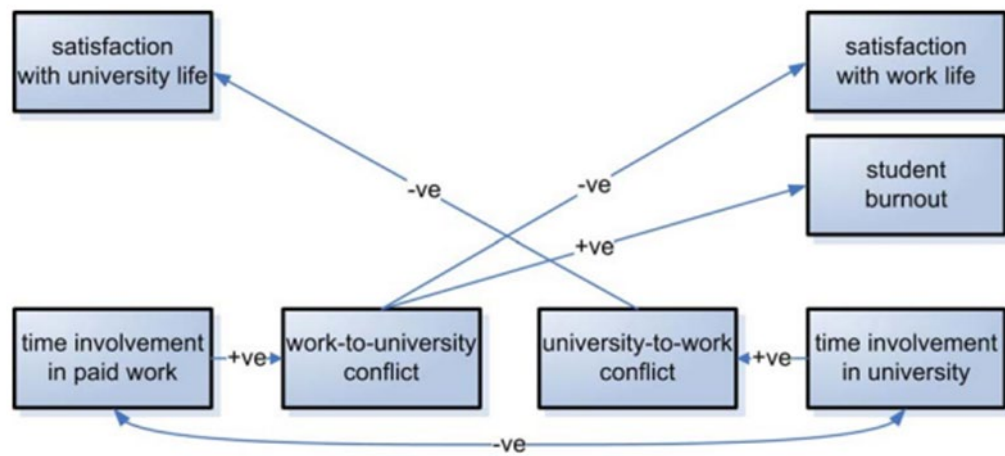 satisfaction
with university life
satisfaction
with work life
student
burnout
-ve
-ve
+ve
time involvement
in paid work
+ve
work-to-university
conflict
university-to-work
conflict
+ve
time involvement
in university
-ve